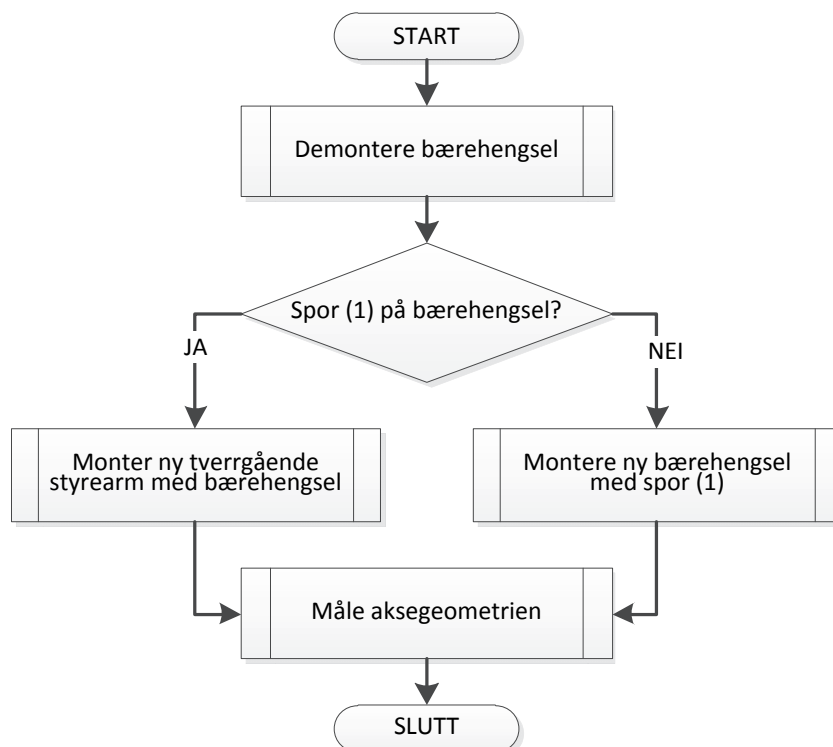 START
Demontere bærehengsel
Spor (1) på bærehengsel?
JA
NEI
Monter ny tverrgående
styrearm med bærehengsel
Montere ny bærehengsel
med spor (1)
Måle aksegeometrien
SLUTT